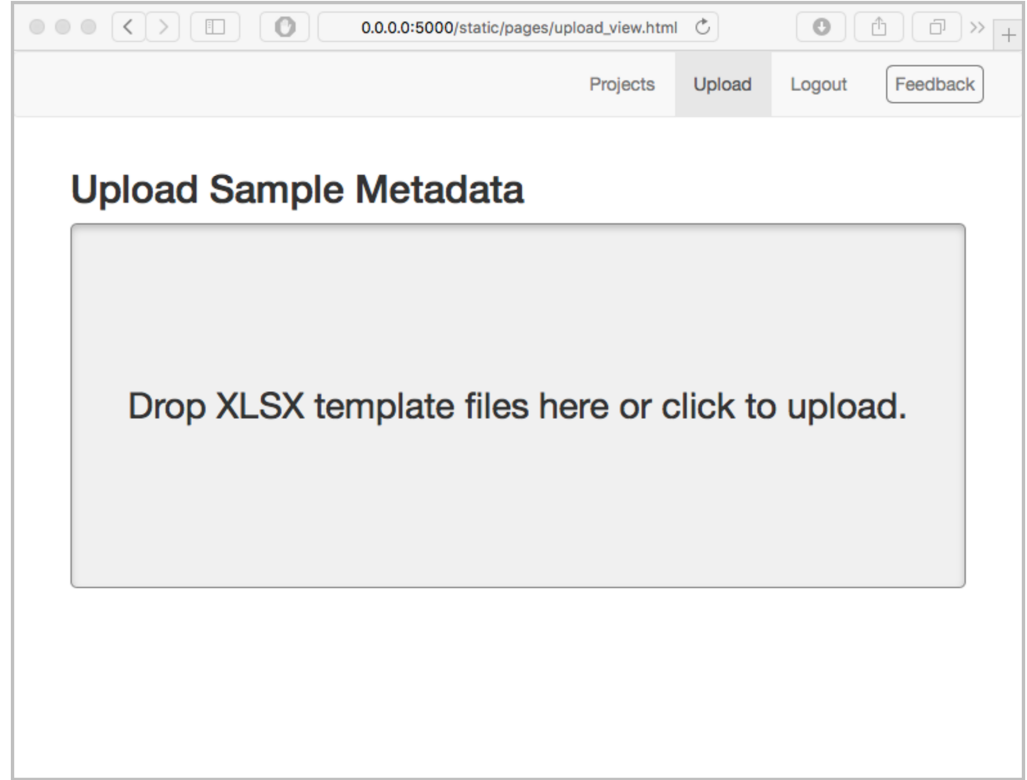 0.0.0.0:5000/static/pages/upload_view.html
Projects Upload Logout Feedback
Upload Sample Metadata
Drop XLSX template files here or click to upload.